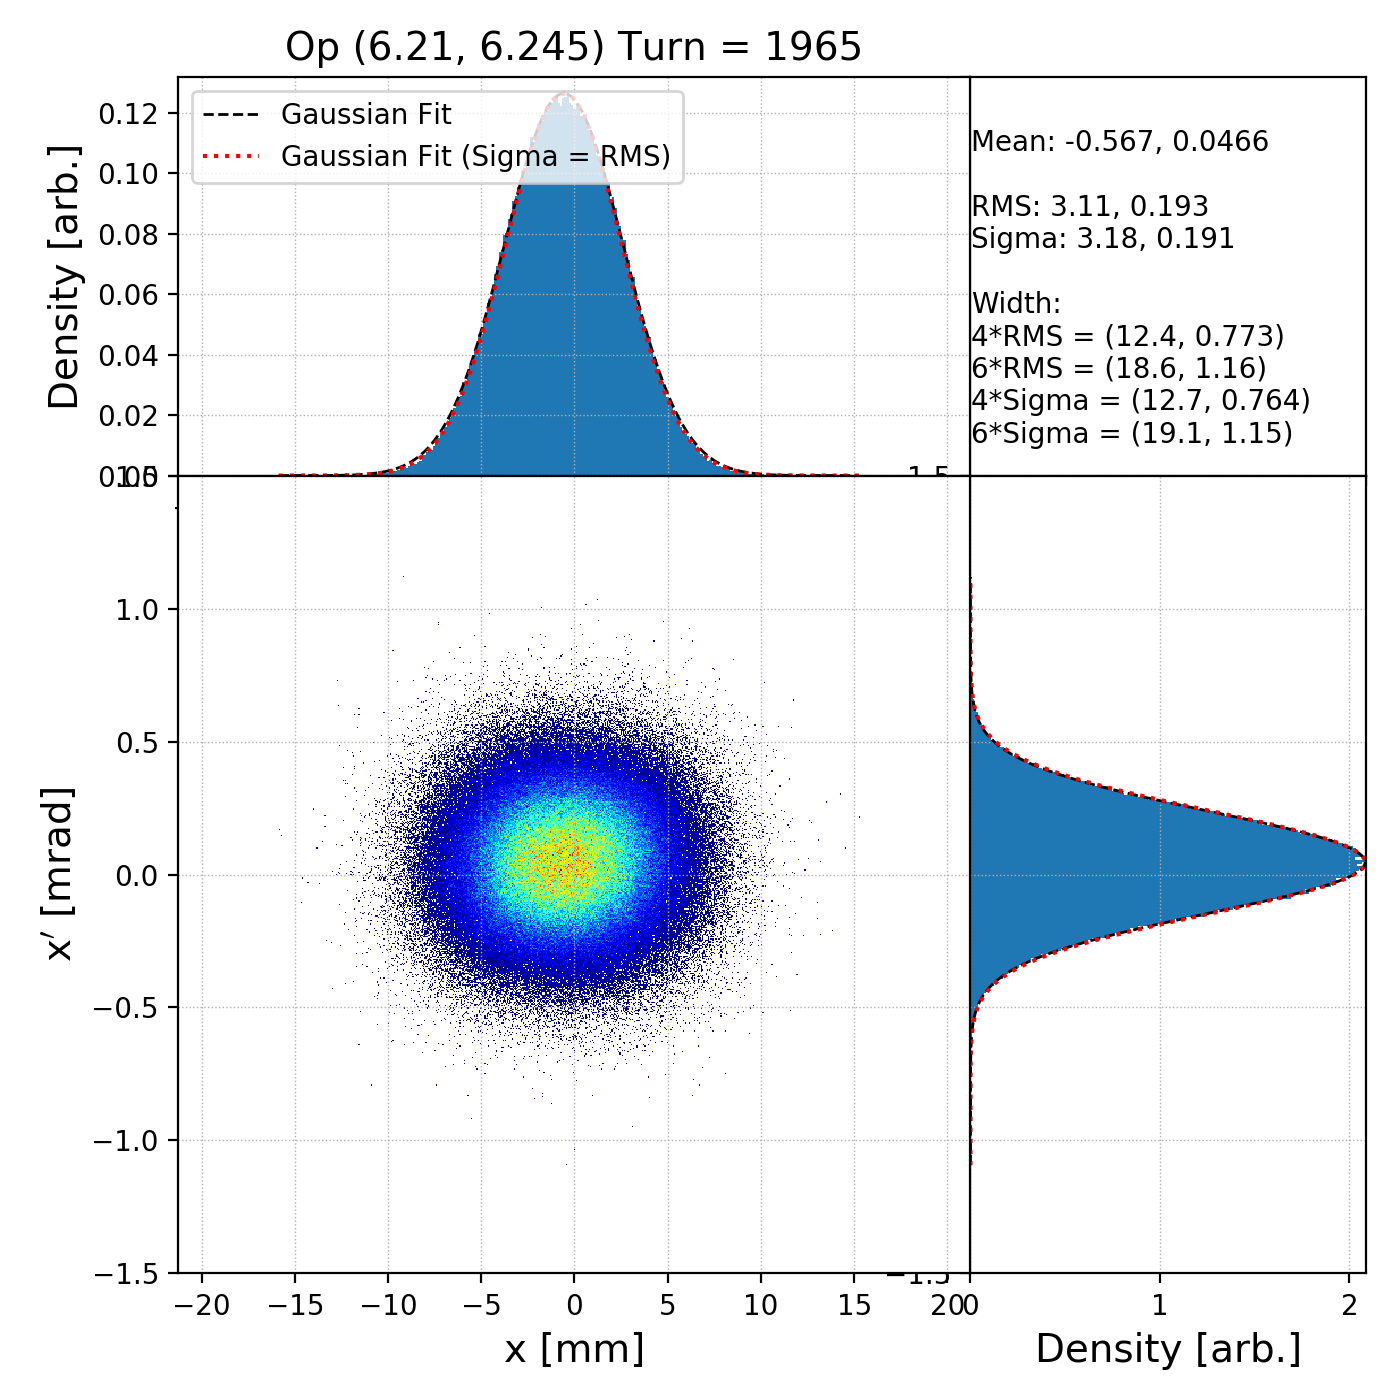 Op (6.21, 6.245) Turn = 1965
Gaussian Fit
Gaussian Fit (Sigma = RMS)
Density [arb.]
0.12
0.10
0.08
0.06
0.04
0.02
Mean: -0.567, 0.0466
RMS: 3.11, 0.193
Sigma: 3.18, 0.191
Width:
4*RMS = (12.4, 0.773)
6*RMS = (18.6, 1.16)
4*Sigma = (12.7, 0.764)
6*Sigma = (19.1, 1.15)
x′ [mrad]
1.0
0.5
0.0
−0.5
−1.0
−1.5
−20 −15 −10 −5 0 5 10 15 20
x [mm]
0 1 2
Density [arb.]